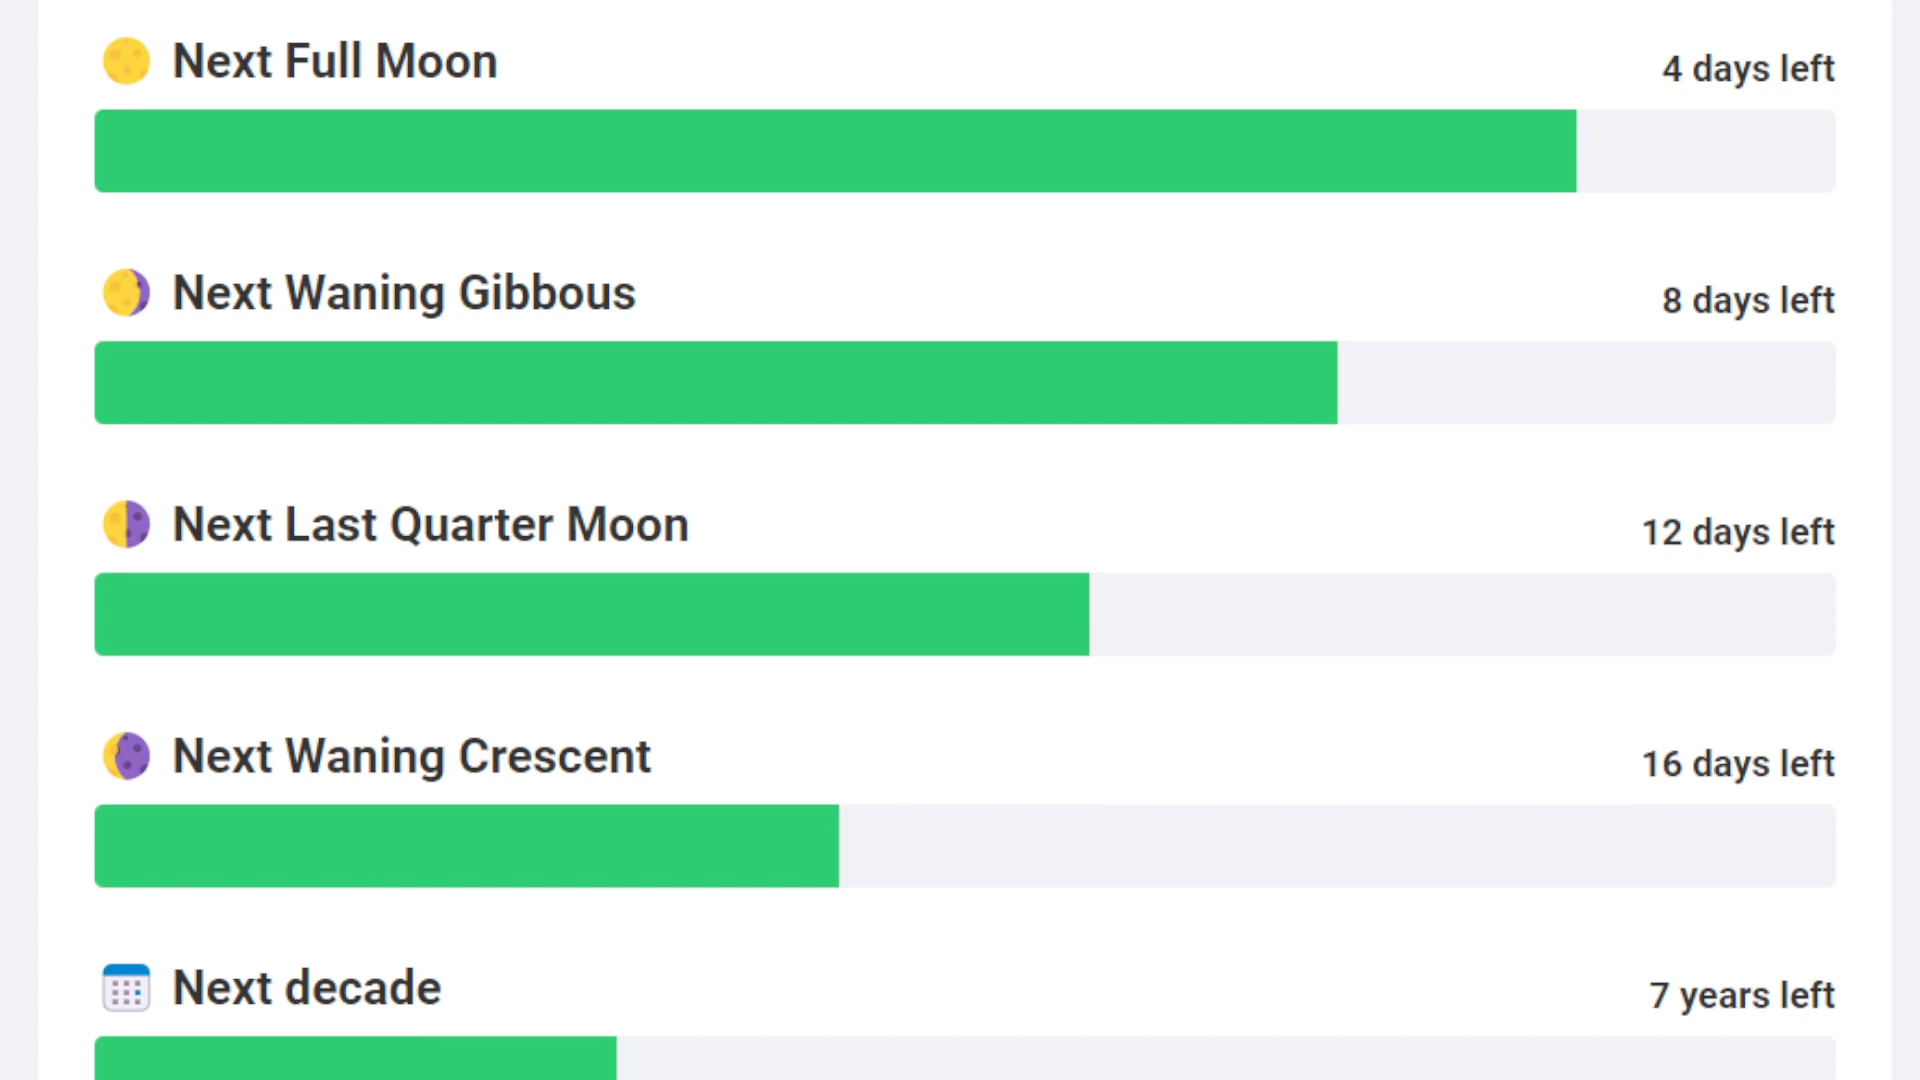 Next Full Moon
4 days left
Next Waning Gibbous
8 days left
Next Last Quarter Moon
12 days left
Next Waning Crescent
16 days left
Next decade
7 years left